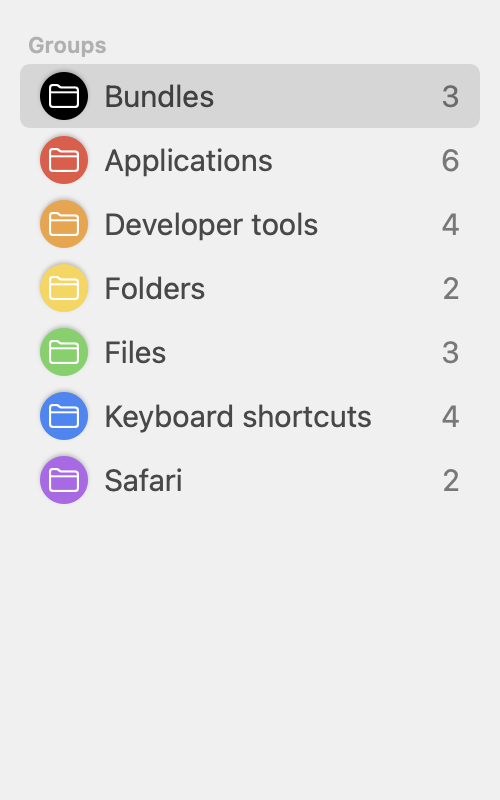 Groups
Bundles 3
Applications 6
Developer tools 4
Folders 2
Files 3
Keyboard shortcuts 4
Safari 2